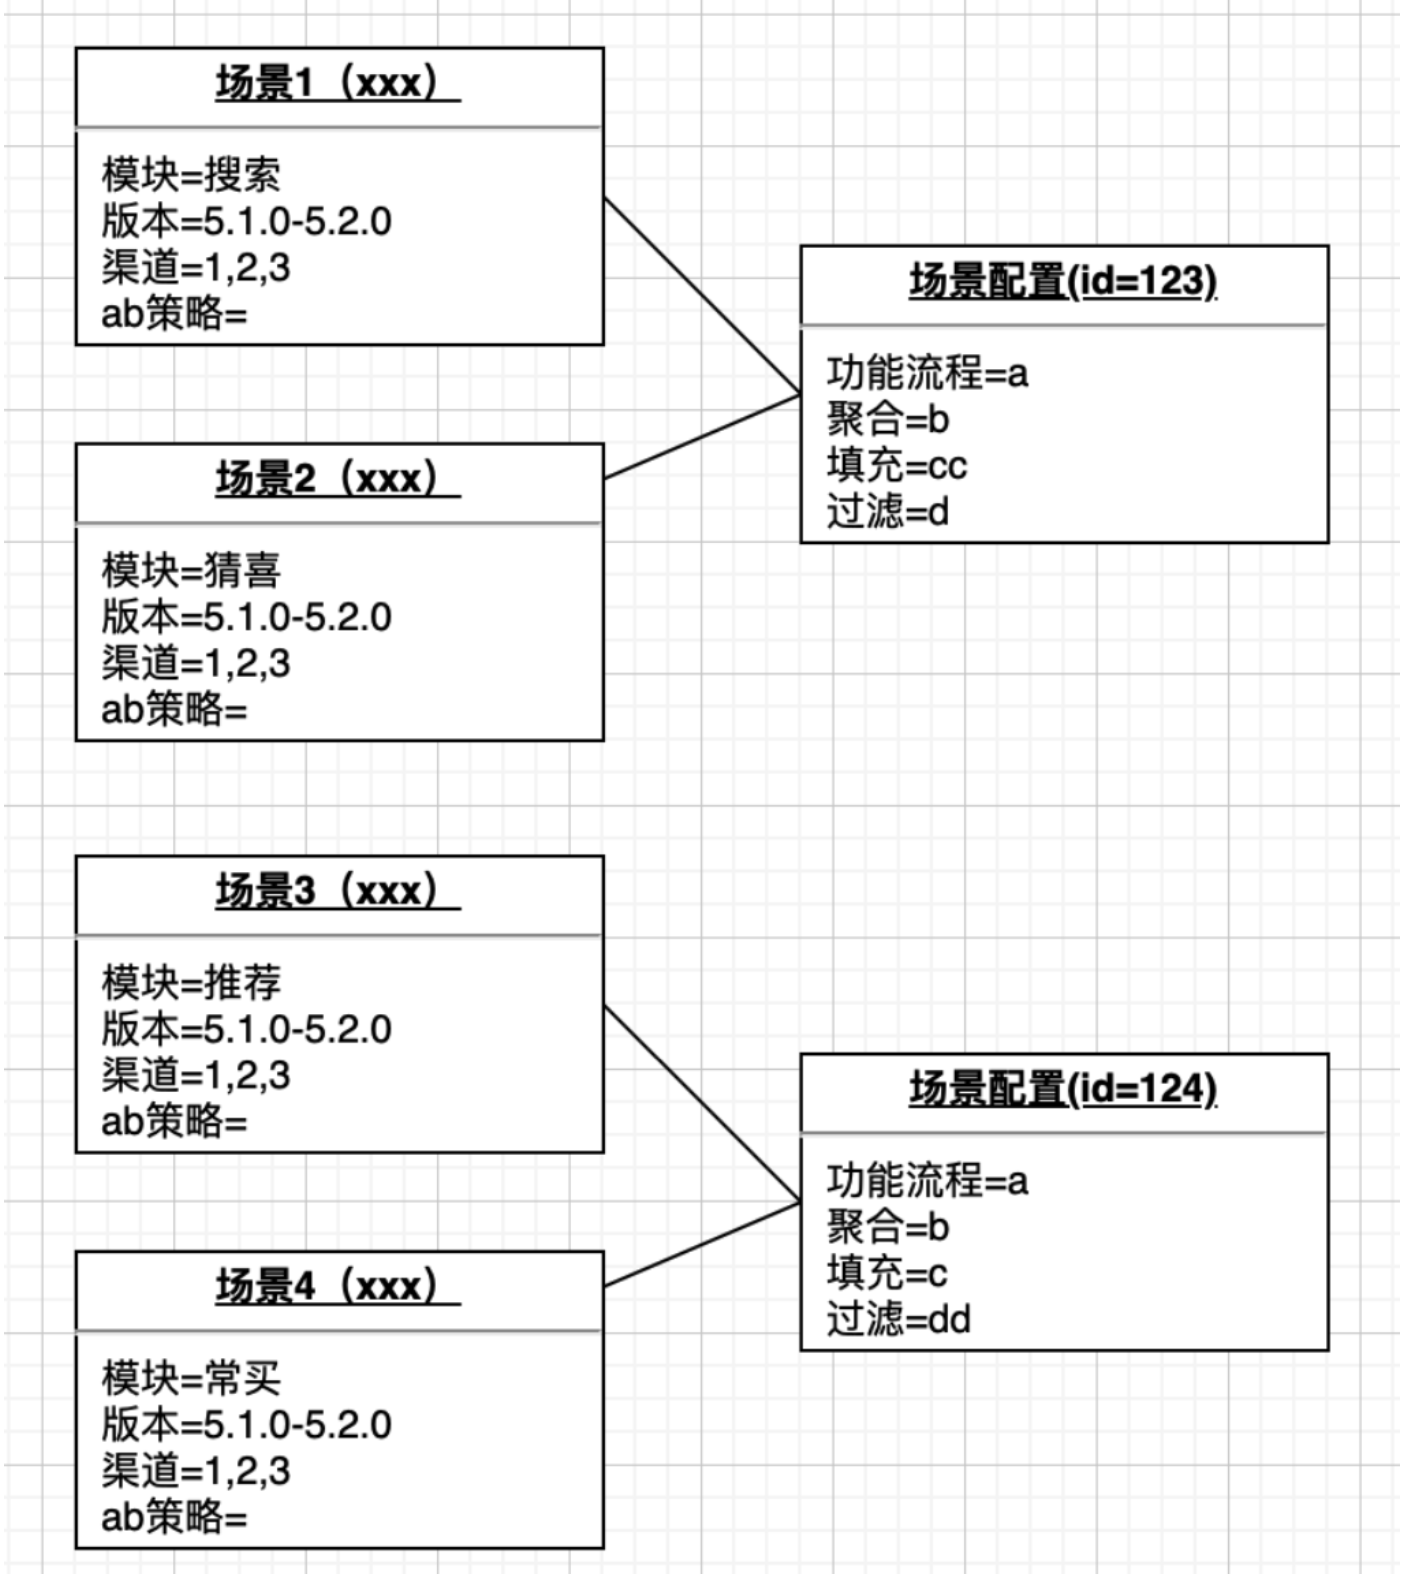 场景1（xxx）
模块=搜索
版本=5.1.0-5.2.0
渠道=1,2,3
ab策略=
场景2（xxx）
模块=猜喜
版本=5.1.0-5.2.0
渠道=1,2,3
ab策略=
场景配置(id=123)
功能流程=a
聚合=b
填充=cc
过滤=d
场景3（xxx）
模块=推荐
版本=5.1.0-5.2.0
渠道=1,2,3
ab策略=
场景4（xxx）
模块=常买
版本=5.1.0-5.2.0
渠道=1,2,3
ab策略=
场景配置(id=124)
功能流程=a
聚合=b
填充=c
过滤=dd